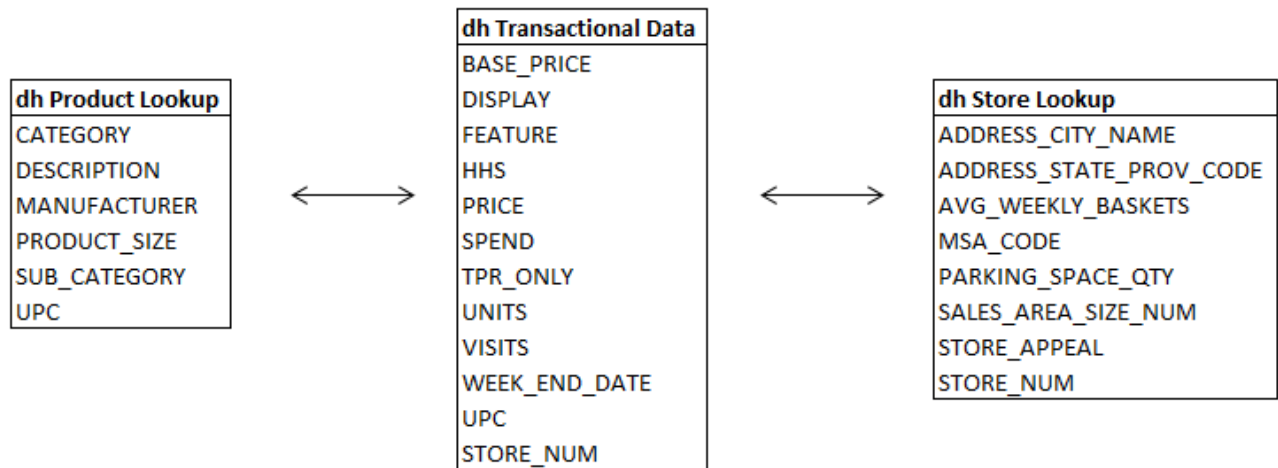 dh Product Lookup
CATEGORY
DESCRIPTION
MANUFACTURER
PRODUCT_SIZE
SUB_CATEGORY
UPC
dh Transactional Data
BASE_PRICE
DISPLAY
FEATURE
HHS
PRICE
SPEND
TPR_ONLY
UNITS
VISITS
WEEK_END_DATE
UPC
STORE_NUM
dh Store Lookup
ADDRESS_CITY_NAME
ADDRESS_STATE_PROV_CODE
AVG_WEEKLY_BASKETS
MSA_CODE
PARKING_SPACE_QTY
SALES_AREA_SIZE_NUM
STORE_APPEAL
STORE_NUM